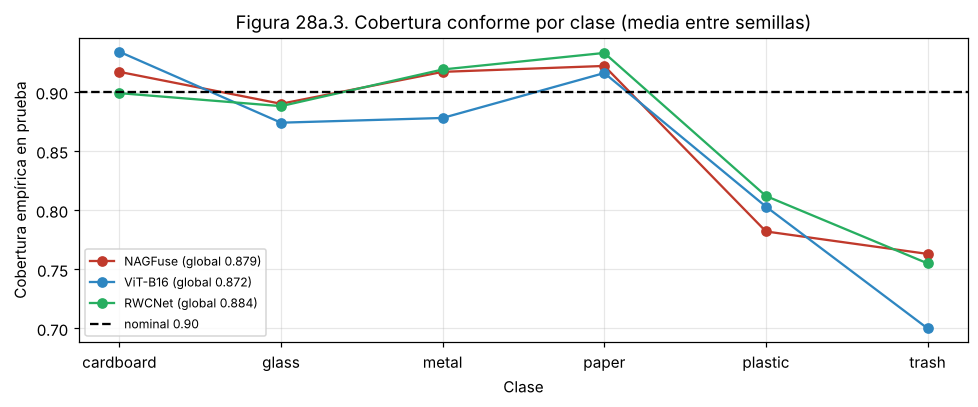 Figura 28a.3. Cobertura conforme por clase (media entre semillas)
Cobertura empírica en prueba
0.90
0.85
0.80
0.75
0.70
NAGFuse (global 0.879)
ViT-B16 (global 0.872)
RWCNet (global 0.884)
nominal 0.90
cardboard glass metal paper plastic trash
Clase